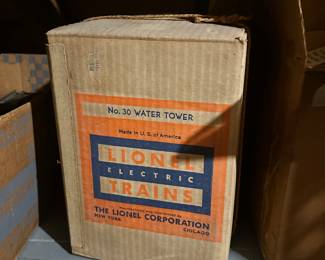 No. 30 WATER TOWER
Made in U. S. of America
LIONEL
ELECTRIC
TRAINS
THE LIONEL CORPORATION
NEW YORK CHICAGO